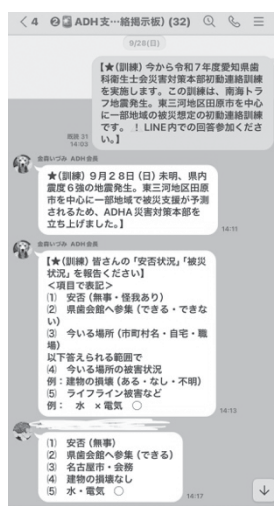 4 ❷ ADH支…絡掲示板) (32)
9/28(日)
【★(訓練) 今から令和7年度愛知県歯
科衛生士会災害対策本部初動連絡訓練
を実施します。この訓練は、南海トラ
フ地震発生。東三河地区田原市を中心
に一部地域の被災想定の初動連絡訓練
です。！LINE内での回答参加くださ
い。】
既読 31
14:03
会長いづみ ADH会長
★(訓練) 9月28日 (日) 未明、県内
震度6強の地震発生。東三河地区田原
市を中心に一部地域で被災支援が予測
されるため、ADHA災害対策本部を
立ち上げました。】
14:11
会長いづみ ADH会長
【★(訓練) 皆さんの「安否状況」「被災
状況」を報告ください】
<項目で表記>
⑴ 安否 (無事・怪我あり)
⑵ 県歯会館へ参集 (できる・できな
い)
⑶ 今いる場所 (市町村名・自宅・職
場)
以下答えられる範囲で
⑷ 今いる場所の被害状況
例:建物の損壊 (ある・なし・不明)
⑸ ライフライン被害など
例: 水 ×電気 ○
14:13
⑴ 安否 (無事)
⑵ 県歯会館へ参集 (できる)
⑶ 名古屋市・会務
⑷ 建物の損壊なし
⑸ 水・電気 ○
14:17